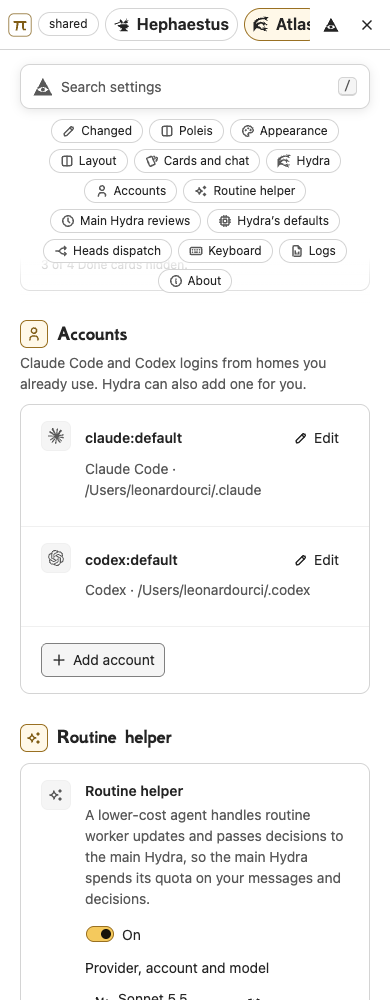 π shared Hephaestus Atlas
Search settings /
Changed Poleis Appearance
Layout Cards and chat Hydra
Accounts Routine helper
Main Hydra reviews Hydra's defaults
Heads dispatch Keyboard Logs
3 of 4 Done cards hidden.
About
Accounts
Claude Code and Codex logins from homes you
already use. Hydra can also add one for you.
claude:default Edit
Claude Code ·
/Users/leonardourci/.claude
codex:default Edit
Codex · /Users/leonardourci/.codex
+ Add account
Routine helper
Routine helper
A lower-cost agent handles routine
worker updates and passes decisions to
the main Hydra, so the main Hydra
spends its quota on your messages and
decisions.
On
Provider, account and model
Sonnet 5.5